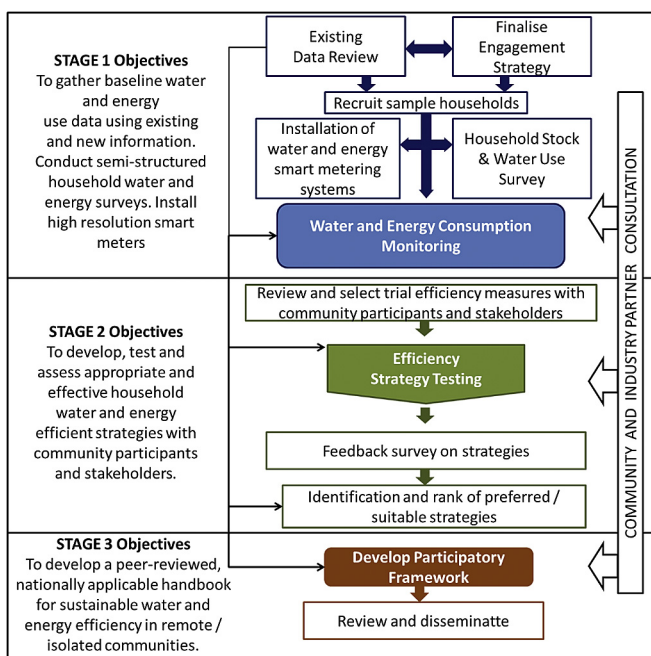 STAGE 1 Objectives
To gather baseline water
and energy
use data using existing
and new information.
Conduct semi-structured
household water and
energy surveys. Install
high resolution smart
meters
Existing
Data Review
Finalise
Engagement
Strategy
Recruit sample households
Installation of
water and energy
smart metering
systems
Household Stock
& Water Use
Survey
Water and Energy Consumption
Monitoring
STAGE 2 Objectives
To develop, test and
assess appropriate and
effective household
water and energy
efficient strategies with
community participants
and stakeholders.
Review and select trial efficiency measures with
community participants and stakeholders
Efficiency
Strategy Testing
Feedback survey on strategies
Identification and rank of preferred /
suitable strategies
STAGE 3 Objectives
To develop a peer-reviewed,
nationally applicable handbook
for sustainable water and
energy efficiency in remote /
isolated communities.
Develop Participatory
Framework
Review and disseminatte
COMMUNITY AND INDUSTRY PARTNER CONSULTATION